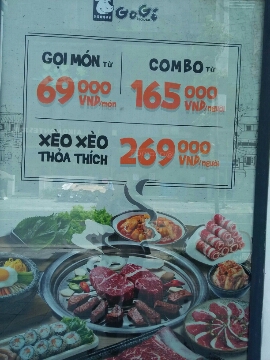 GoGi
HOUSE
GỌI MÓN TỪ
69 000
VNĐ/món
COMBO TỪ
165 000
VNĐ/người
XÈO XÈO
THỎA THÍCH
269 000
VNĐ/người